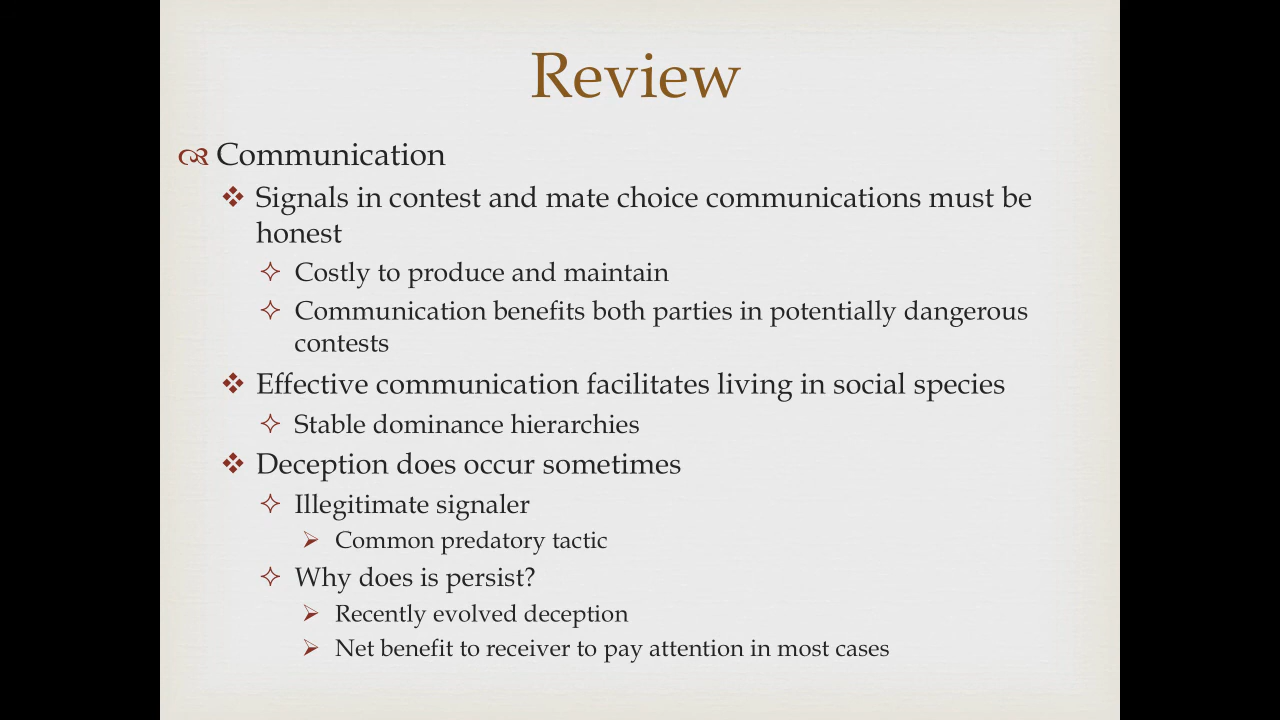 Review
Communication
Signals in contest and mate choice communications must be
honest
Costly to produce and maintain
Communication benefits both parties in potentially dangerous
contests
Effective communication facilitates living in social species
Stable dominance hierarchies
Deception does occur sometimes
Illegitimate signaler
Common predatory tactic
Why does is persist?
Recently evolved deception
Net benefit to receiver to pay attention in most cases